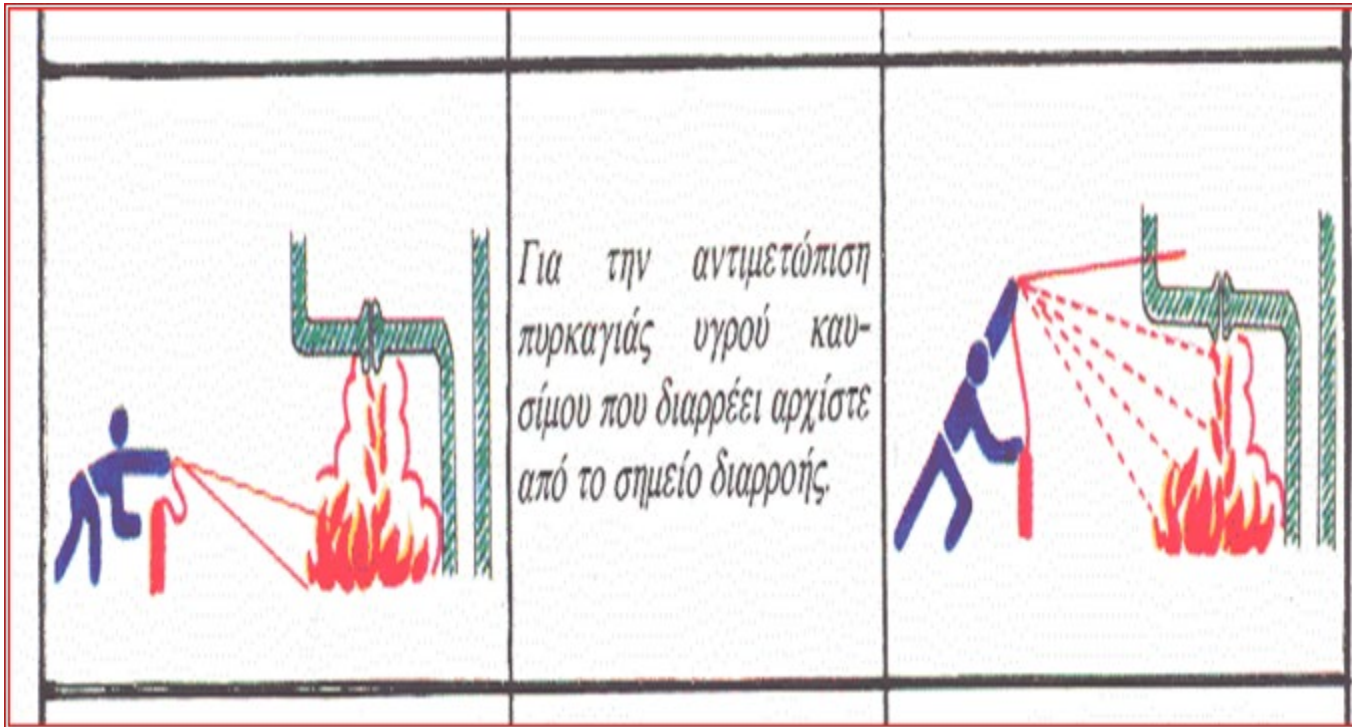 Για την αντιμετώπιση
πυρκαγιάς υγρού καυ-
σίμου που διαρρέει αρχίστε
από το σημείο διαρροής.